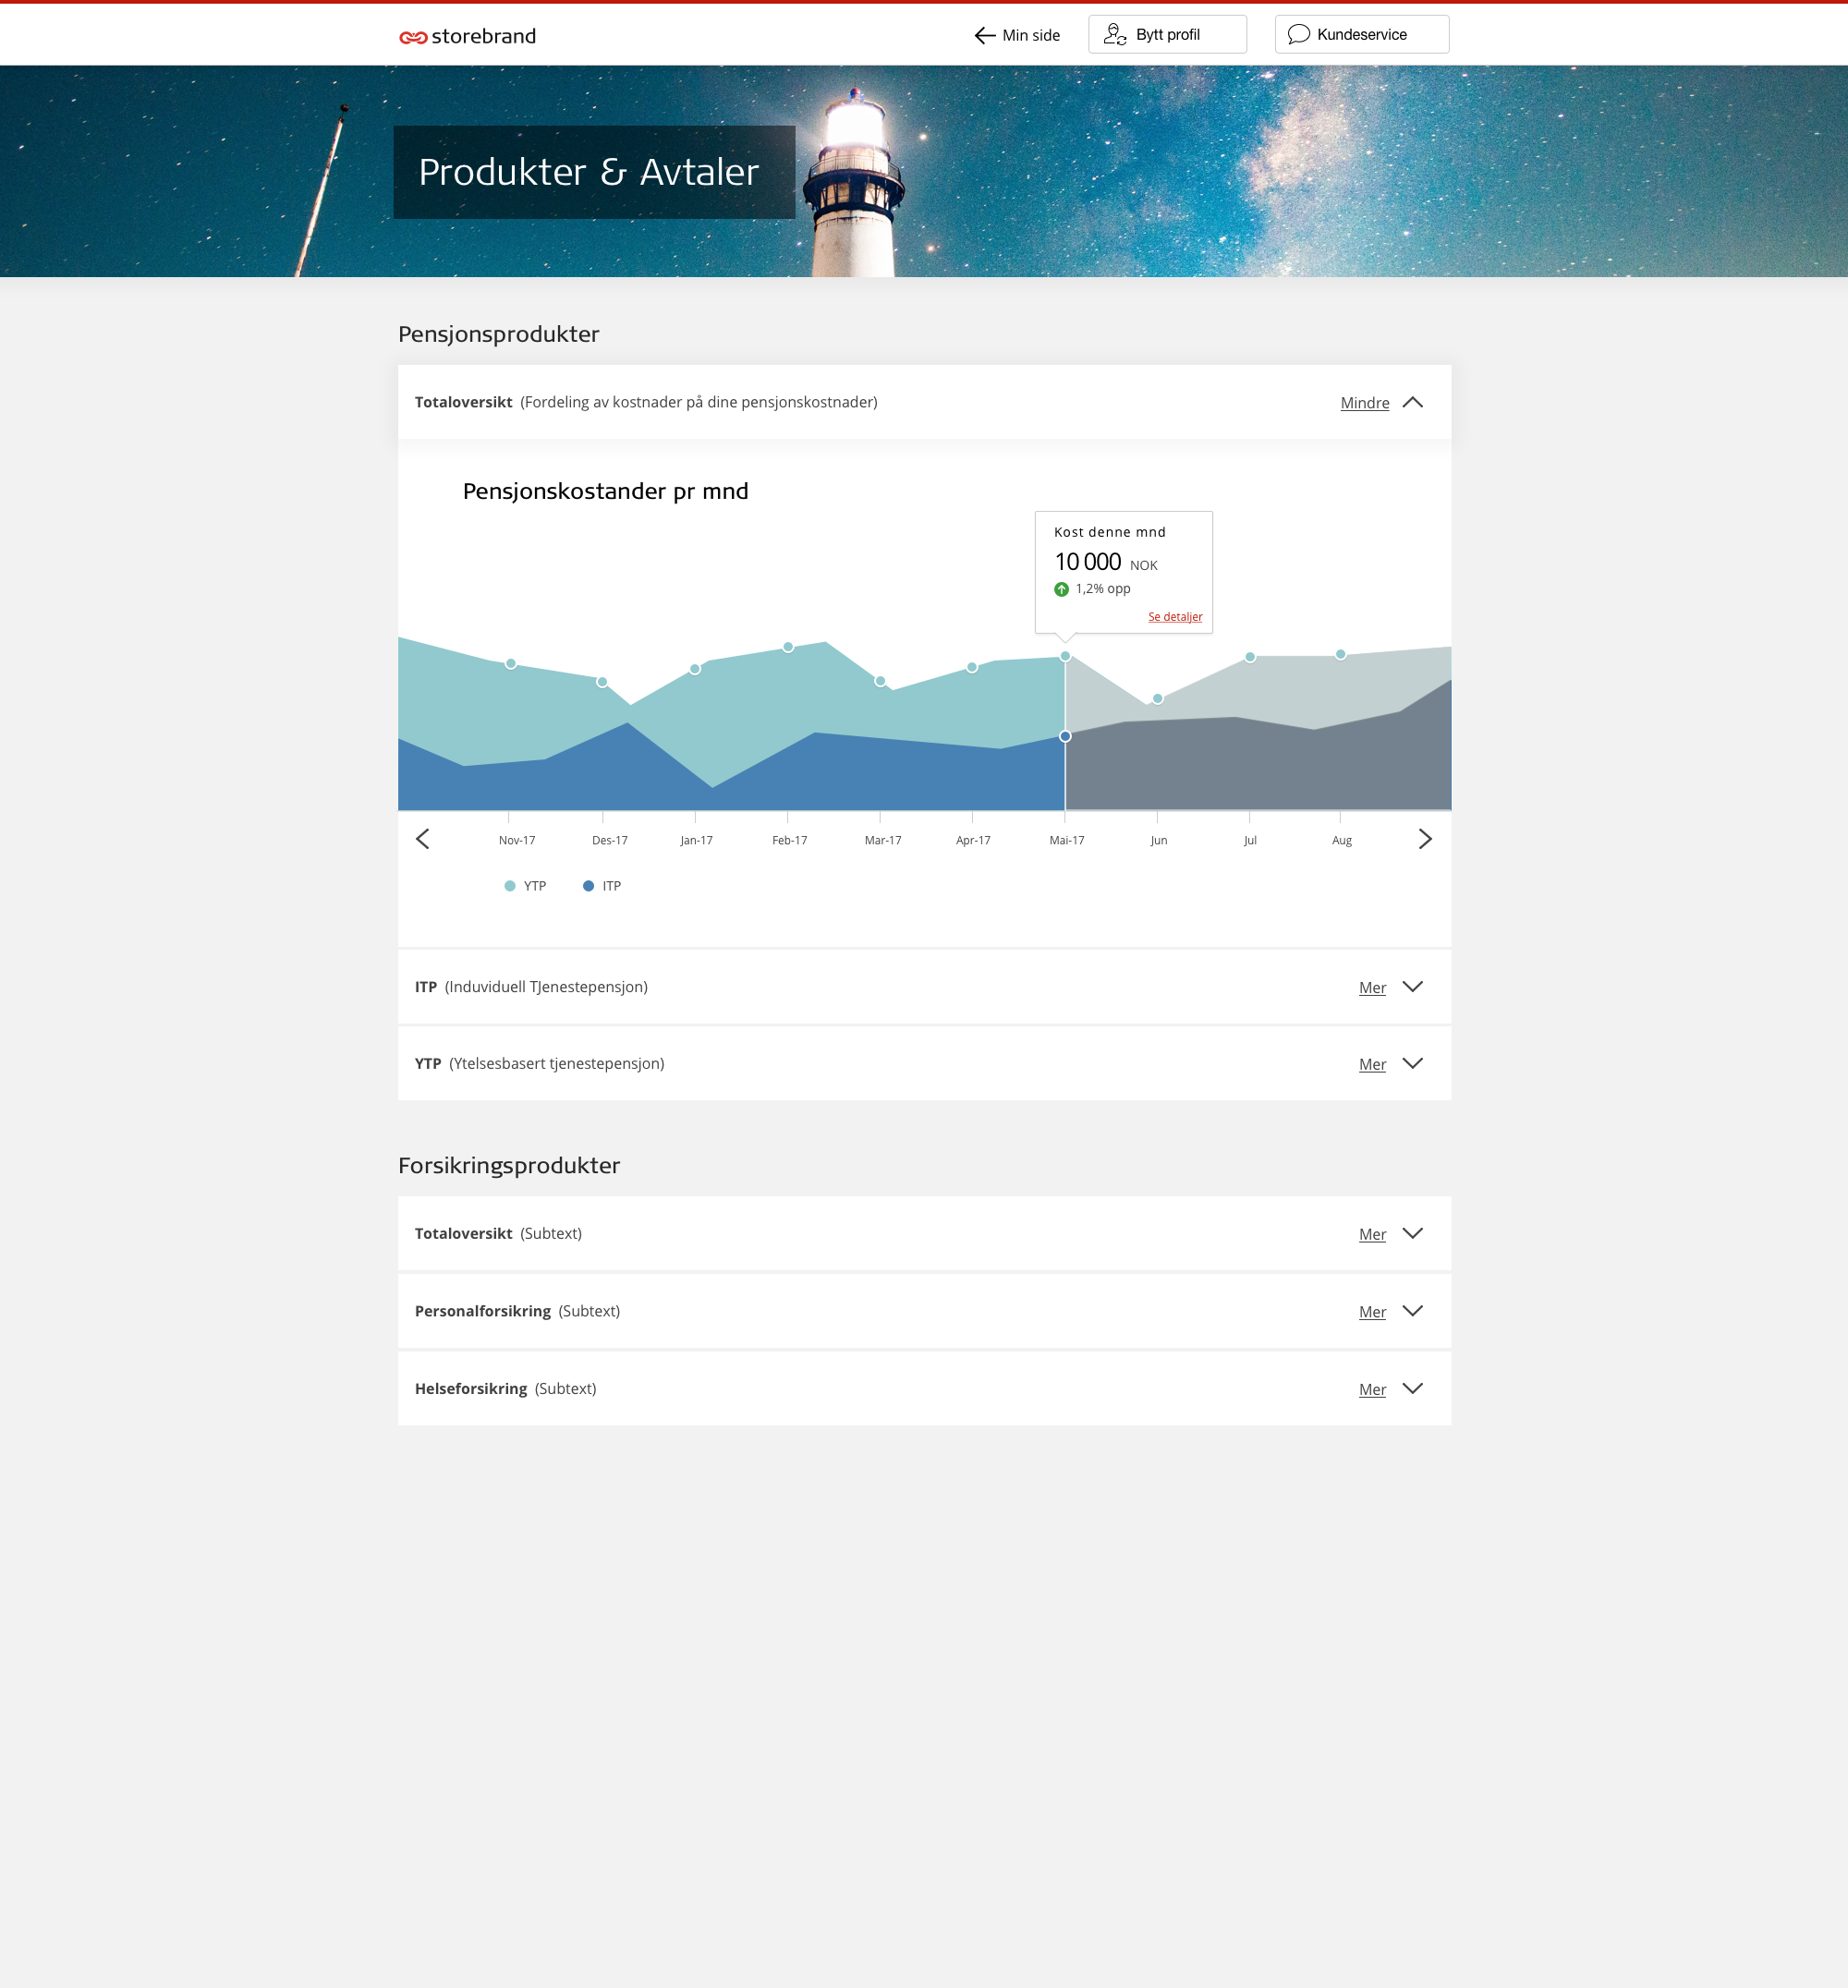 storebrand
Min side
Bytt profil
Kundeservice
Produkter & Avtaler
Pensjonsprodukter
Totaloversikt (Fordeling av kostnader på dine pensjonskostnader) Mindre
Pensjonskostander pr mnd
Kost denne mnd
10 000 NOK
1,2% opp
Se detaljer
Nov-17 Des-17 Jan-17 Feb-17 Mar-17 Apr-17 Mai-17 Jun Jul Aug
YTP ITP
ITP (Induviduell TJenestepensjon) Mer
YTP (Ytelsesbasert tjenestepensjon) Mer
Forsikringsprodukter
Totaloversikt (Subtext) Mer
Personalforsikring (Subtext) Mer
Helseforsikring (Subtext) Mer